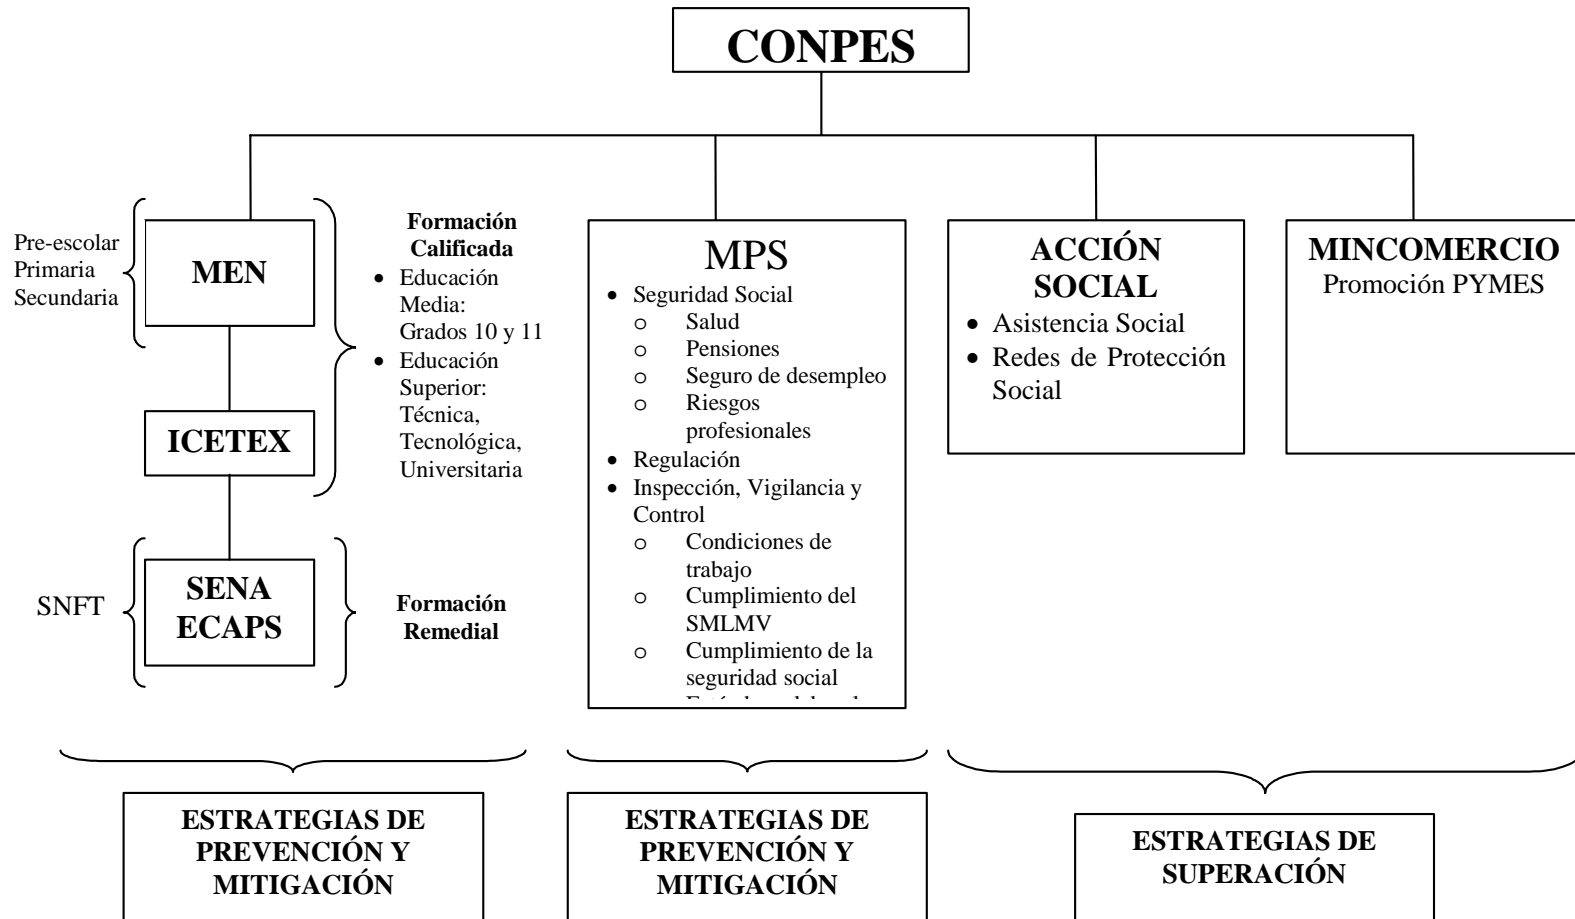 CONPES
Pre-escolar
Primaria
Secundaria
MEN
Formación
Calificada
• Educación
Media:
Grados 10 y 11
• Educación
Superior:
Técnica,
Tecnológica,
Universitaria
ICETEX
SNFT
SENA
ECAPS
Formación
Remedial
MPS
• Seguridad Social
o Salud
o Pensiones
o Seguro de desempleo
o Riesgos
profesionales
• Regulación
• Inspección, Vigilancia y
Control
o Condiciones de
trabajo
o Cumplimiento del
SMLMV
o Cumplimiento de la
seguridad social
ACCIÓN
SOCIAL
• Asistencia Social
• Redes de Protección
Social
MINCOMERCIO
Promoción PYMES
ESTRATEGIAS DE
PREVENCIÓN Y
MITIGACIÓN
ESTRATEGIAS DE
PREVENCIÓN Y
MITIGACIÓN
ESTRATEGIAS DE
SUPERACIÓN